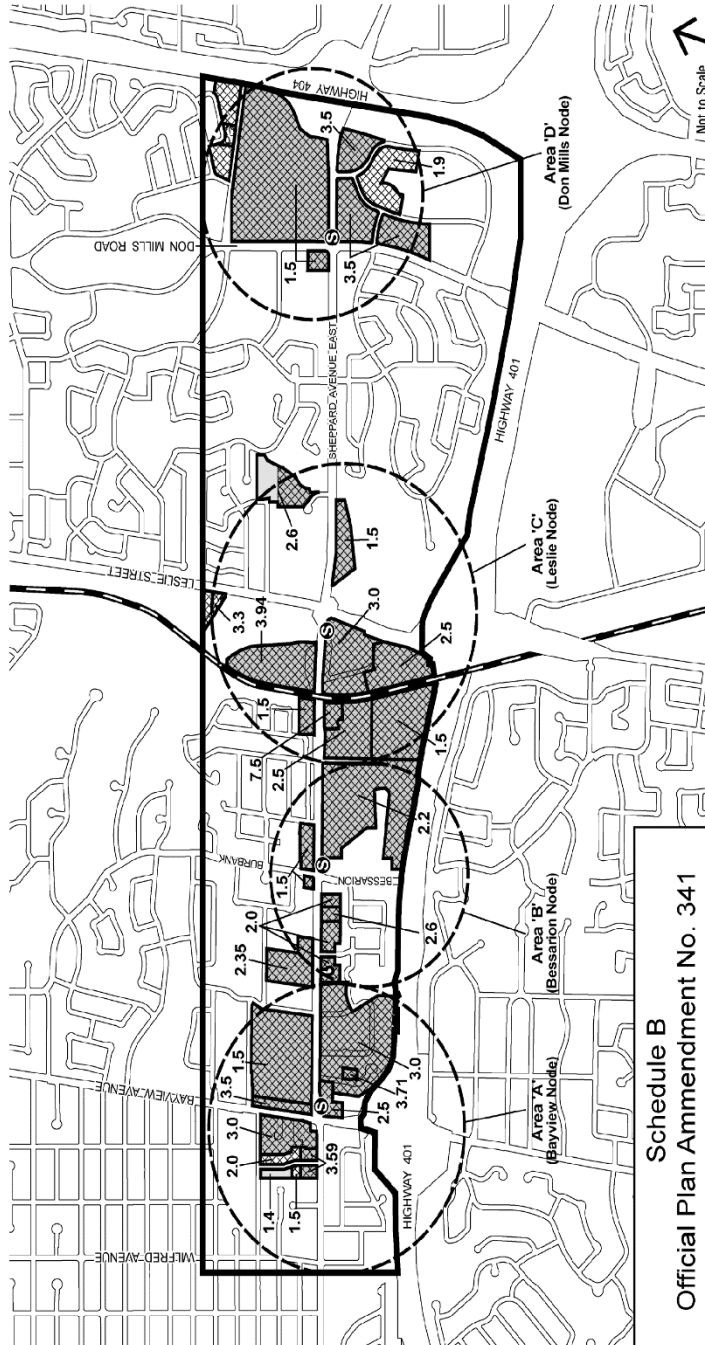 HIGHWAY 404
Not to Scale
3.5
1.9
Area 'D'
(Don Mills Node)
DON MILLS ROAD
1.5
3.5
SHEPPARD AVENUE EAST
HIGHWAY 401
2.6
1.5
LESLIE STREET
Area 'C'
(Leslie Node)
3.3
3.94
S
3.0
2.5
1.5
7.5
2.5
1.5
2.2
BURBANK
S
BESSARION
1.5
2.0
2.6
Area 'B'
(Bessarion Node)
2.35
1.5
BAYVIEW AVENUE
3.5
S
3.0
3.71
2.5
3.0
2.0
3.59
1.4
1.5
Area 'A'
(Bayview Node)
HIGHWAY 401
WILFRED AVENUE
S
Schedule B
Official Plan Ammendment No. 341